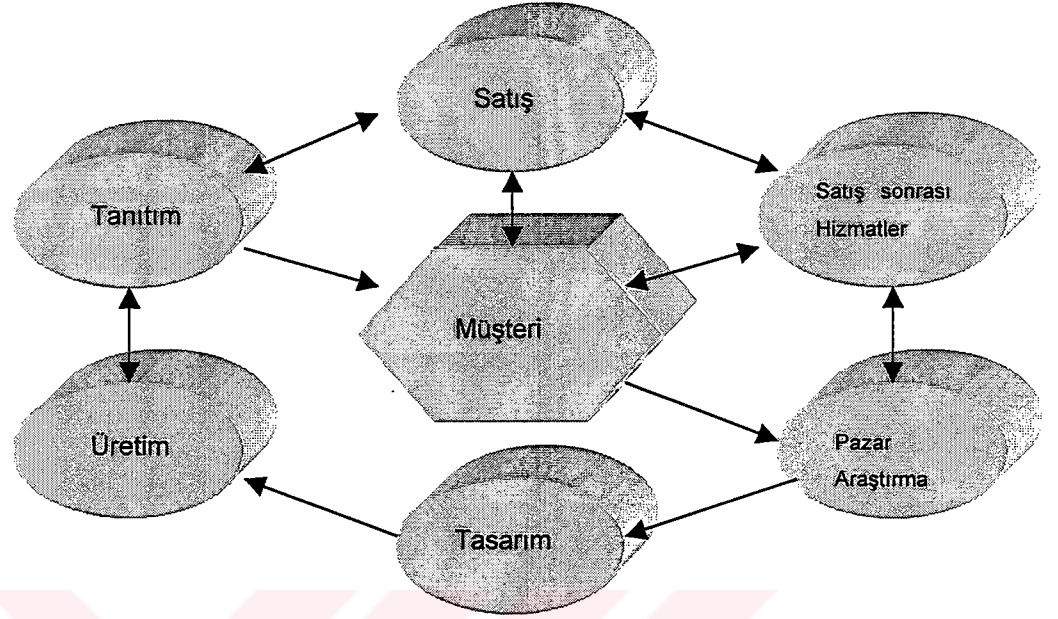 Satış
Tanıtım
Satış sonrası
Hizmatler
Müşteri
Üretim
Pazar
Araştırma
Tasarım